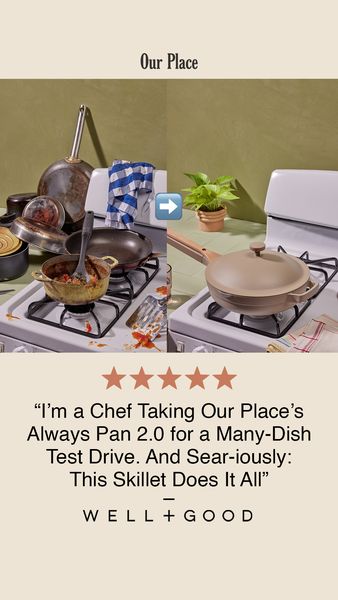 Our Place
“I’m a Chef Taking Our Place’s
Always Pan 2.0 for a Many-Dish
Test Drive. And Sear-iously:
This Skillet Does It All”
WELL+GOOD